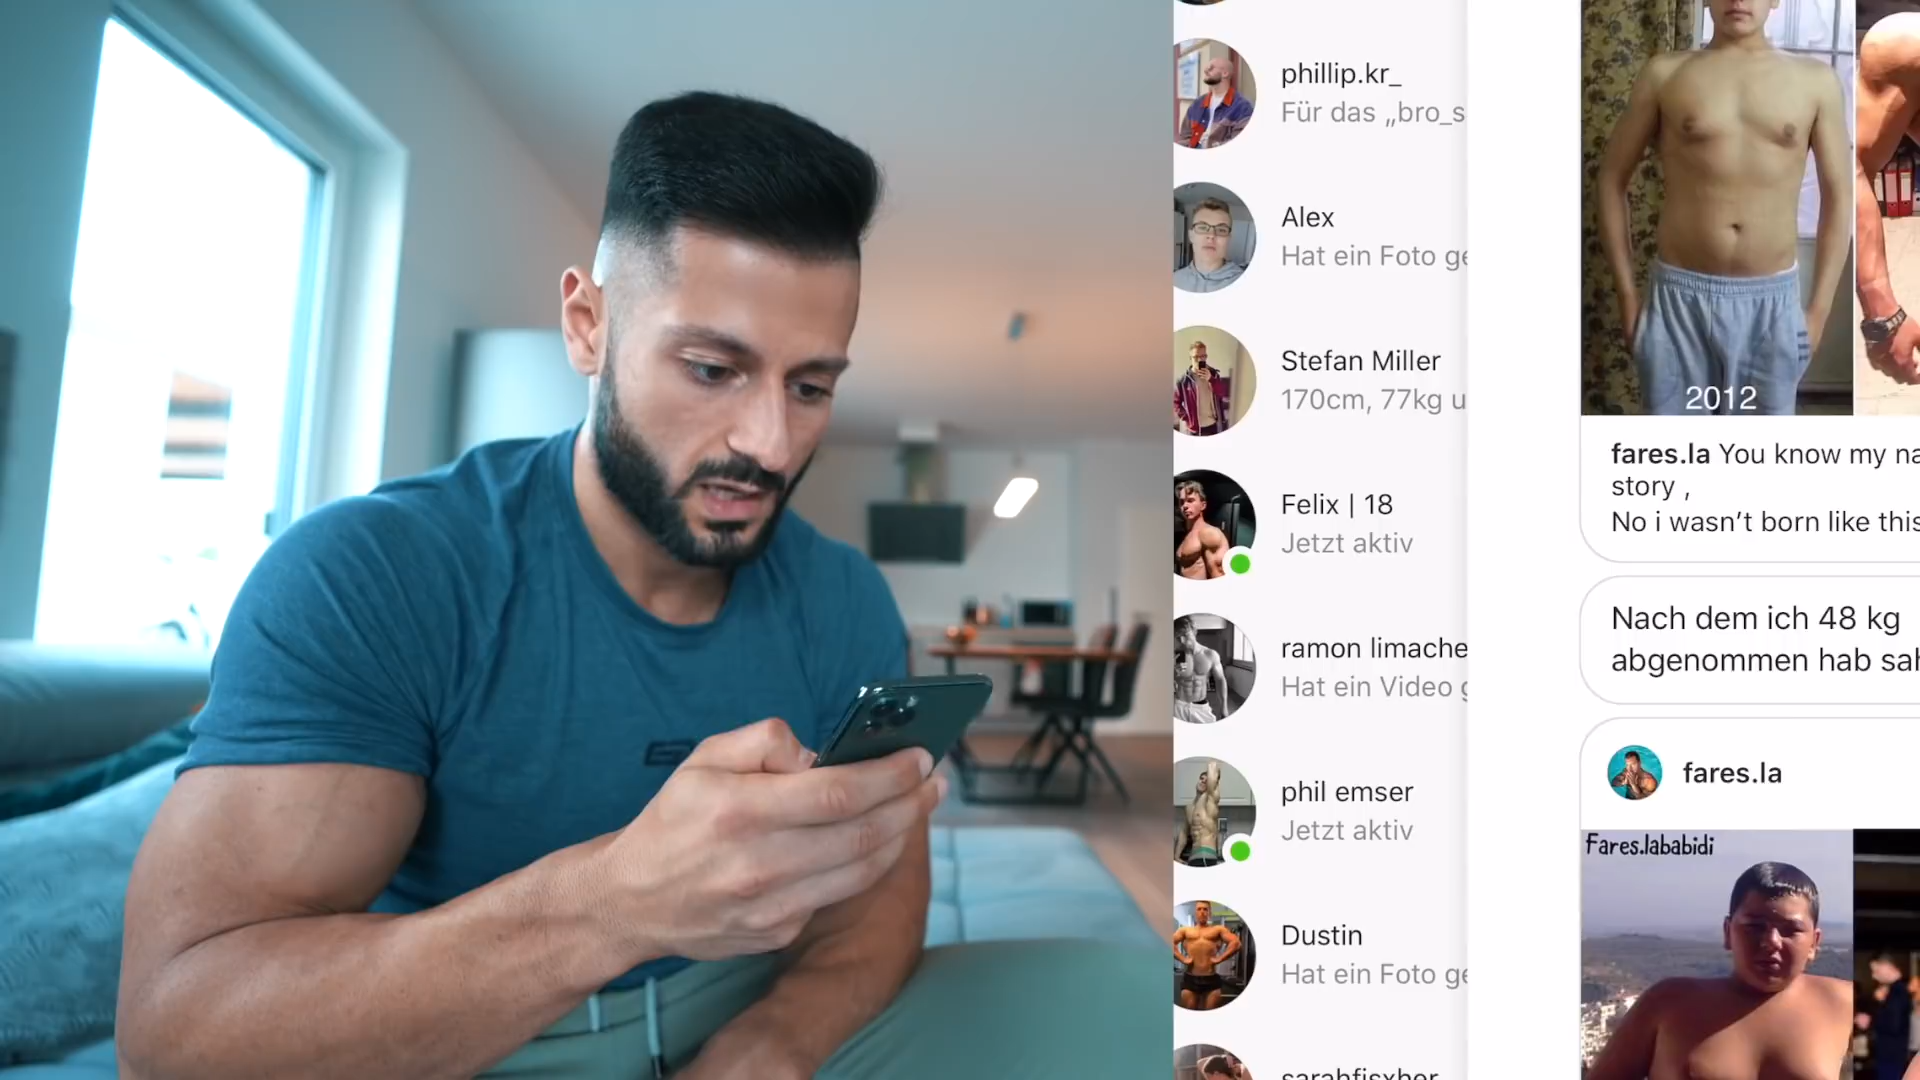 phillip.kr_
Für das „bro_s
Alex
Hat ein Foto ge
Stefan Miller
170cm, 77kg u
Felix | 18
Jetzt aktiv
ramon limache
Hat ein Video g
phil emser
Jetzt aktiv
Dustin
Hat ein Foto ge
sarahfisxher
2012
fares.la You know my na
story ,
No i wasn't born like this
Nach dem ich 48 kg
abgenommen hab sah
fares.la
Fares.lababidi